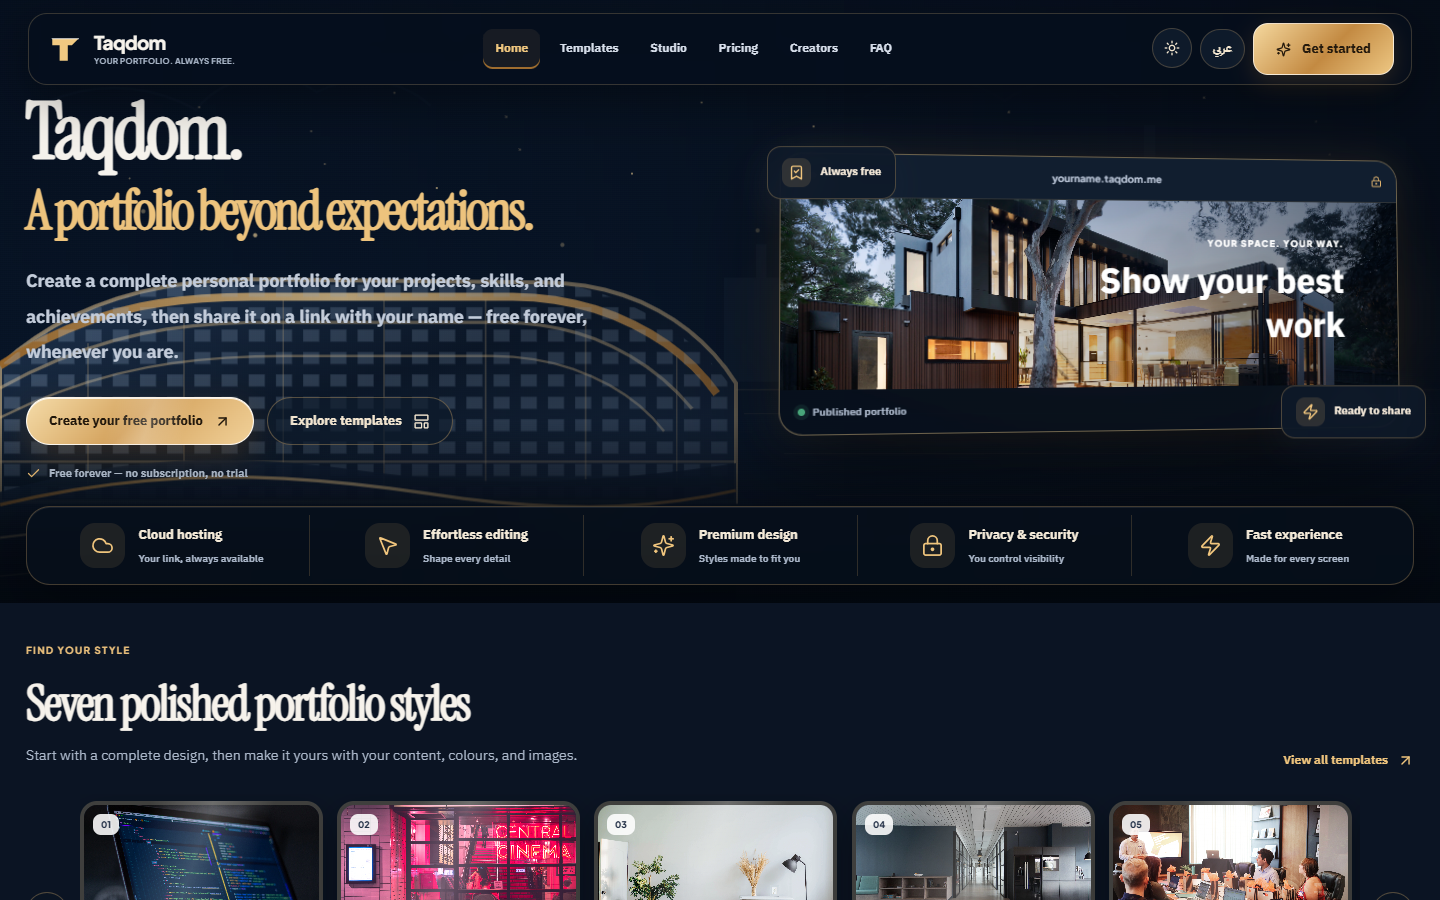 Taqdom
YOUR PORTFOLIO. ALWAYS FREE.
Home
Templates
Studio
Pricing
Creators
FAQ
عربي
Get started
Taqdom.
A portfolio beyond expectations.
Create a complete personal portfolio for your projects, skills, and
achievements, then share it on a link with your name — free forever,
whenever you are.
Create your free portfolio
Explore templates
Free forever — no subscription, no trial
Always free
yourname.taqdom.me
YOUR SPACE. YOUR WAY.
Show your best
work
Published portfolio
Ready to share
Cloud hosting
Your link, always available
Effortless editing
Shape every detail
Premium design
Styles made to fit you
Privacy & security
You control visibility
Fast experience
Made for every screen
FIND YOUR STYLE
Seven polished portfolio styles
Start with a complete design, then make it yours with your content, colours, and images.
View all templates
01
02
CENTRAL
CINEMA
03
04
05